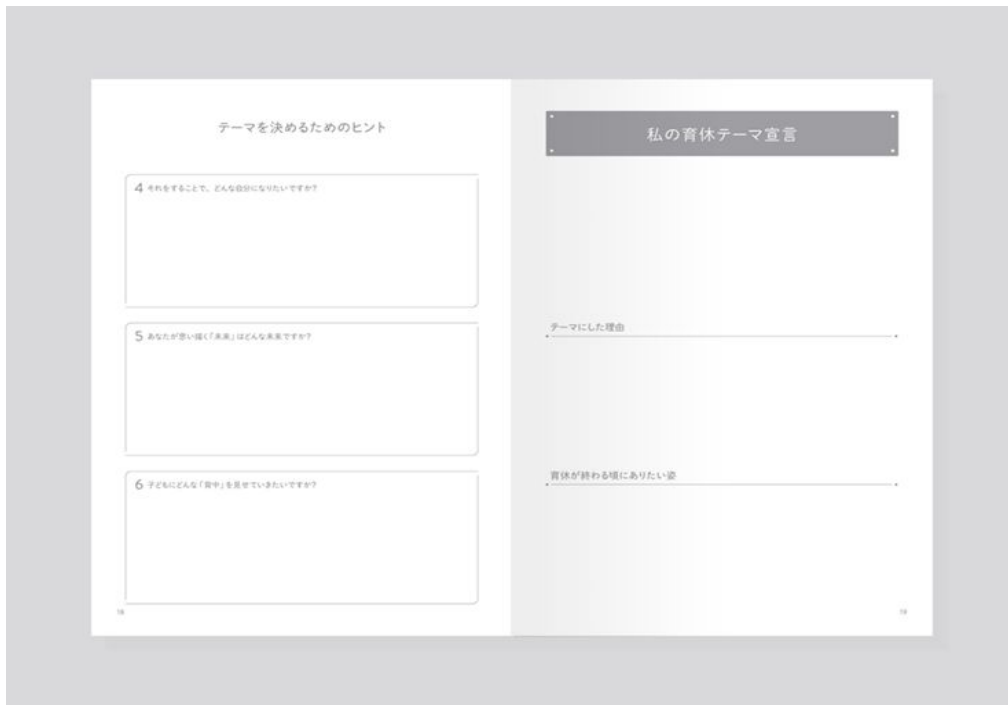 テーマを決めるためのヒント
4 それをすることで、どんな自分になりたいですか?
5 あなたが思い描く「未来」はどんな未来ですか?
6 子どもにどんな「背中」を見せていきたいですか?
18
私の育休テーマ宣言
テーマにした理由
育休が終わる頃にありたい姿
19